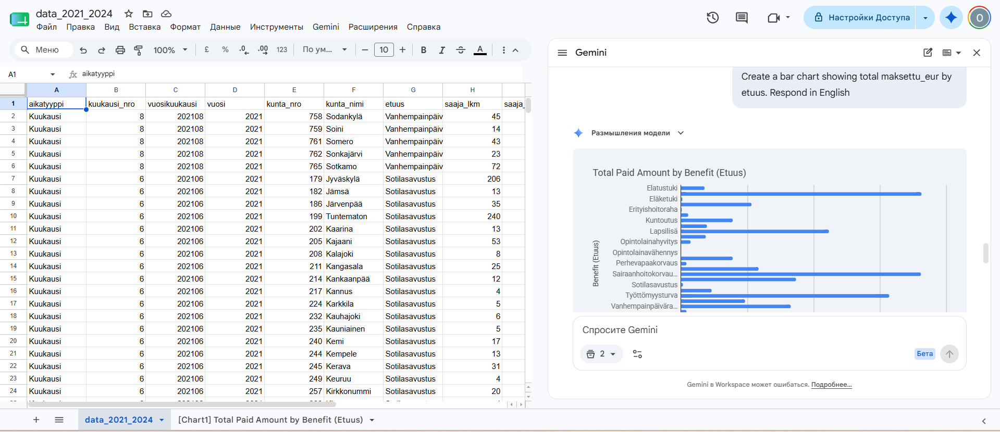 data_2021_2024
Файл Правка Вид Вставка Формат Данные Инструменты Gemini Расширения Справка
Настройки Доступа
O
Меню 100% £ % .0 .00 123 По ум... 10 B I S A
A1 fx aikatyyppi
A B C D E F G H
1 aikatyyppi kuukausi_nro vuosikuukausi vuosi kunta_nro kunta_nimi etuus saaja_lkm saaja_
2 Kuukausi 8 202108 2021 758 Sodankylä Vanhempainpäiv 45
3 Kuukausi 8 202108 2021 759 Soini Vanhempainpäiv 14
4 Kuukausi 8 202108 2021 761 Somero Vanhempainpäiv 43
5 Kuukausi 8 202108 2021 762 Sonkajärvi Vanhempainpäiv 23
6 Kuukausi 8 202108 2021 765 Sotkamo Vanhempainpäiv 72
7 Kuukausi 6 202106 2021 179 Jyväskylä Sotilasavustus 206
8 Kuukausi 6 202106 2021 182 Jämsä Sotilasavustus 13
9 Kuukausi 6 202106 2021 186 Järvenpää Sotilasavustus 35
10 Kuukausi 6 202106 2021 199 Tuntematon Sotilasavustus 240
11 Kuukausi 6 202106 2021 202 Kaarina Sotilasavustus 13
12 Kuukausi 6 202106 2021 205 Kajaani Sotilasavustus 53
13 Kuukausi 6 202106 2021 208 Kalajoki Sotilasavustus 8
14 Kuukausi 6 202106 2021 211 Kangasala Sotilasavustus 25
15 Kuukausi 6 202106 2021 214 Kankaanpää Sotilasavustus 12
16 Kuukausi 6 202106 2021 217 Kannus Sotilasavustus 4
17 Kuukausi 6 202106 2021 224 Karkkila Sotilasavustus 5
18 Kuukausi 6 202106 2021 232 Kauhajoki Sotilasavustus 6
19 Kuukausi 6 202106 2021 235 Kauniainen Sotilasavustus 5
20 Kuukausi 6 202106 2021 240 Kemi Sotilasavustus 17
21 Kuukausi 6 202106 2021 244 Kempele Sotilasavustus 13
22 Kuukausi 6 202106 2021 245 Kerava Sotilasavustus 31
23 Kuukausi 6 202106 2021 249 Keuruu Sotilasavustus 4
24 Kuukausi 6 202106 2021 257 Kirkkonummi Sotilasavustus 20
data_2021_2024 [Chart1] Total Paid Amount by Benefit (Etuus)
Gemini
Create a bar chart showing total maksettu_eur by
etuus. Respond in English
Размышления модели
Total Paid Amount by Benefit (Etuus)
Benefit (Etuus)
Elatustuki
Eläketuki
Erityishoitoraha
Kuntoutus
Lapsilisä
Opintolainahyvitys
Opintolainavähennys
Perhevapaakorvaus
Sairaanhoitokorvau...
Sotilasavustus
Työttömyysturva
Vanhempainpäivära...
Спросите Gemini
2
Бета
Gemini в Workspace может ошибаться. Подробнее...